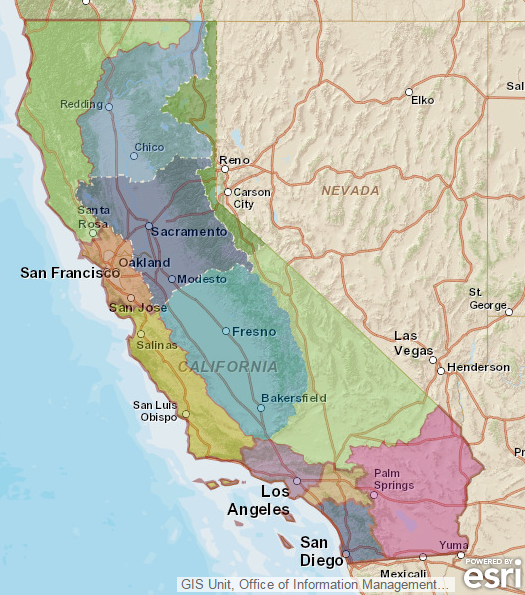 Redding
Elko
Sal
Chico
Reno
NEVADA
Carson
City
Santa
Rosa
Sacramento
San Francisco
Oakland
Modesto
St.
George
San Jose
Fresno
Las
Vegas
Salinas
CALIFORNIA
Henderson
San Luis
Obispo
Bakersfield
Pr
Palm
Springs
Los
Angeles
San
Diego
Yuma
Mexicali
POWERED BY
esri
GIS Unit, Office of Information Management...